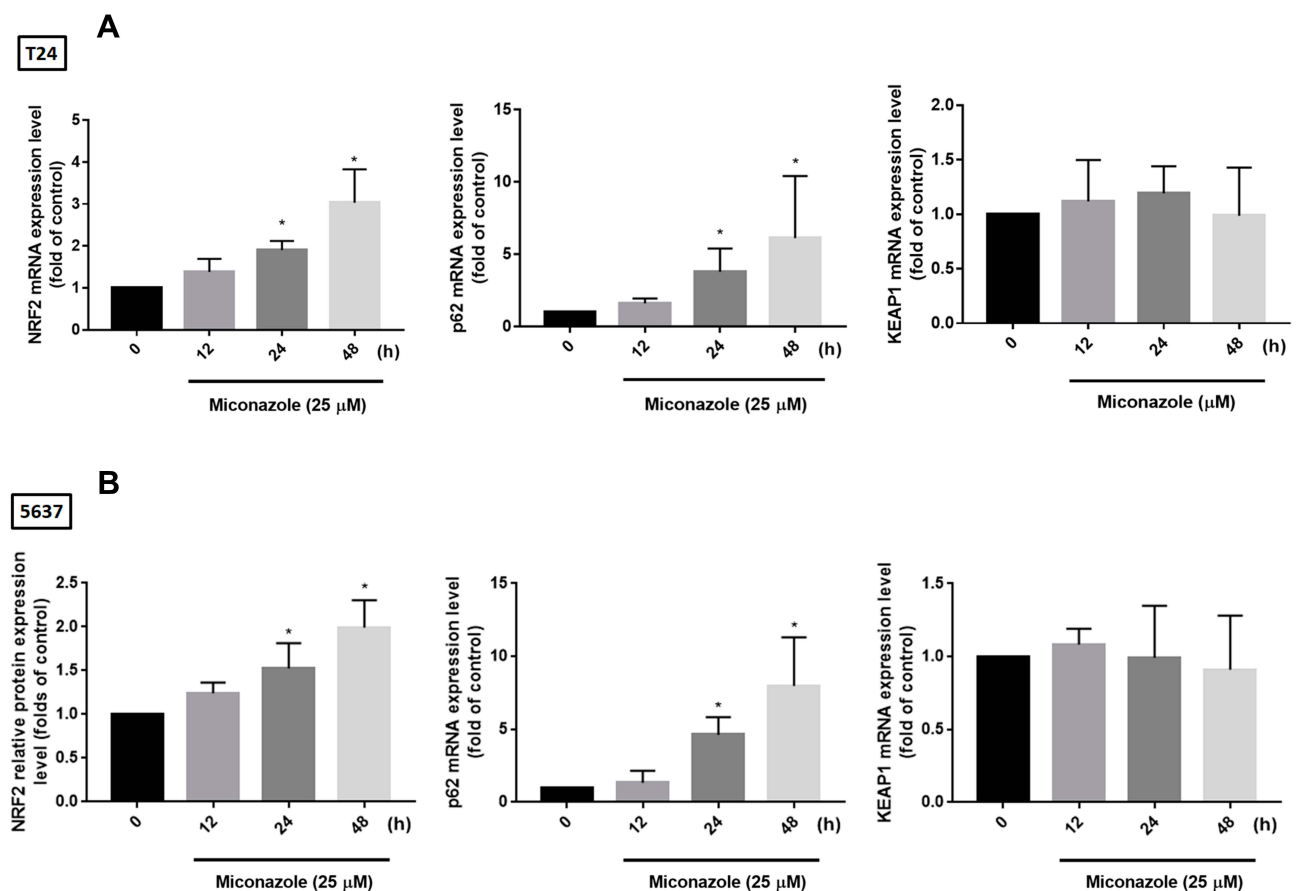 A
T24
NRF2 mRNA expression level
(fold of control)
5
4
3
2
1
0
*
*
0
12
24
48
(h)
Miconazole (25 μM)
p62 mRNA expression level
(fold of control)
15
10
5
0
*
*
0
12
24
48
(h)
Miconazole (25 μM)
KEAP1 mRNA expression level
(fold of control)
2.0
1.5
1.0
0.5
0.0
0
12
24
48
(h)
Miconazole (μM)
B
5637
NRF2 relative protein expression
level (folds of control)
2.5
2.0
1.5
1.0
0.5
0.0
*
*
0
12
24
48
(h)
Miconazole (25 μM)
p62 mRNA expression level
(fold of control)
15
10
5
0
*
*
0
12
24
48
(h)
Miconazole (25 μM)
KEAP1 mRNA expression level
(fold of control)
1.5
1.0
0.5
0.0
0
12
24
48
(h)
Miconazole (25 μM)